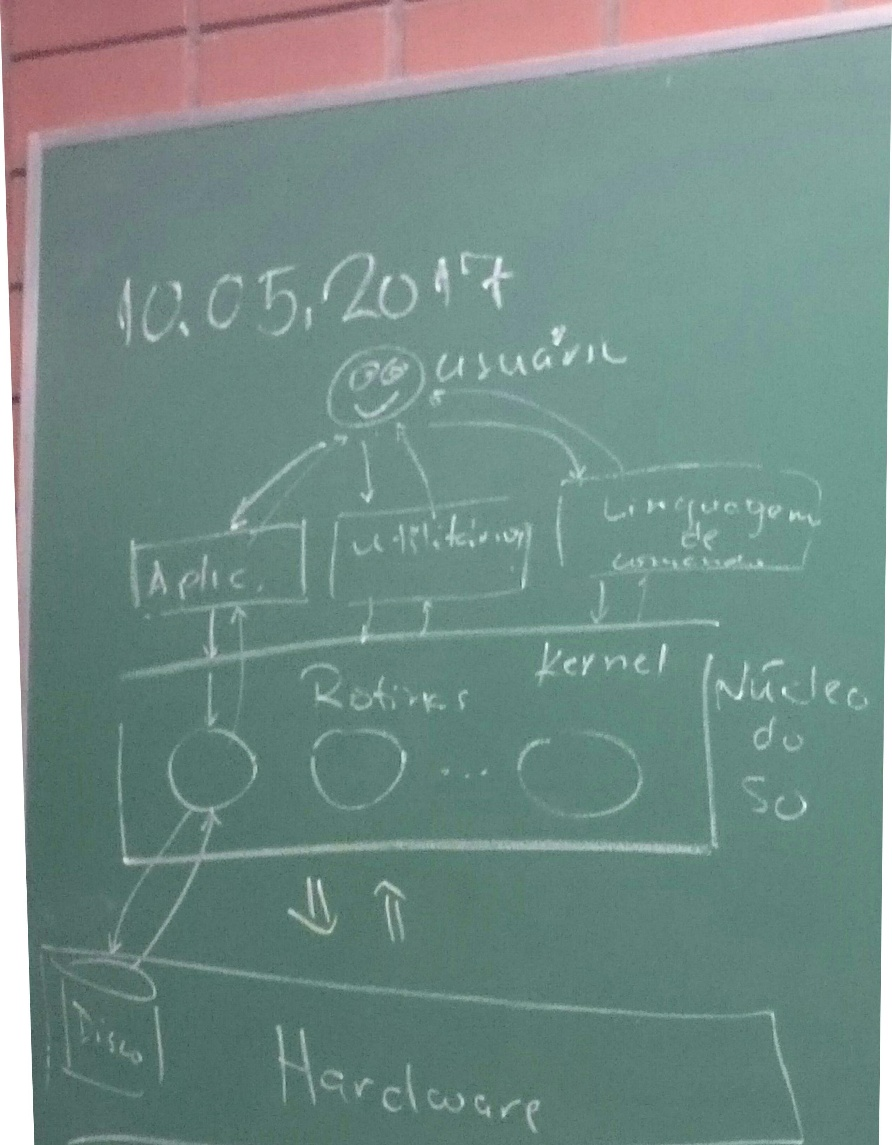 10.05.2017
usuário
Aplic.
utilitários
Linguagem
de
comando
Rotinas
Kernel
Núcleo
do
SO
...
Disco
Hardware